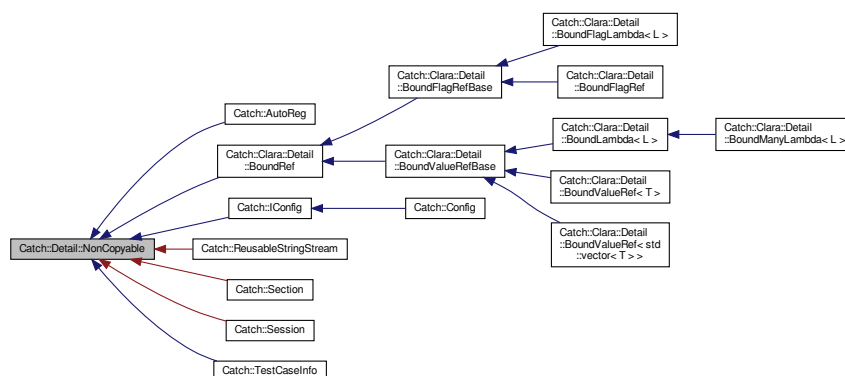 Catch::Clara::Detail
::BoundFlagLambda< L >
Catch::Clara::Detail
::BoundFlagRefBase
Catch::Clara::Detail
::BoundFlagRef
Catch::AutoReg
Catch::Clara::Detail
::BoundLambda< L >
Catch::Clara::Detail
::BoundManyLambda< L >
Catch::Clara::Detail
::BoundRef
Catch::Clara::Detail
::BoundValueRefBase
Catch::Clara::Detail
::BoundValueRef< T >
Catch::IConfig
Catch::Config
Catch::Clara::Detail
::BoundValueRef< std
::vector< T > >
Catch::Detail::NonCopyable
Catch::ReusableStringStream
Catch::Section
Catch::Session
Catch::TestCaseInfo